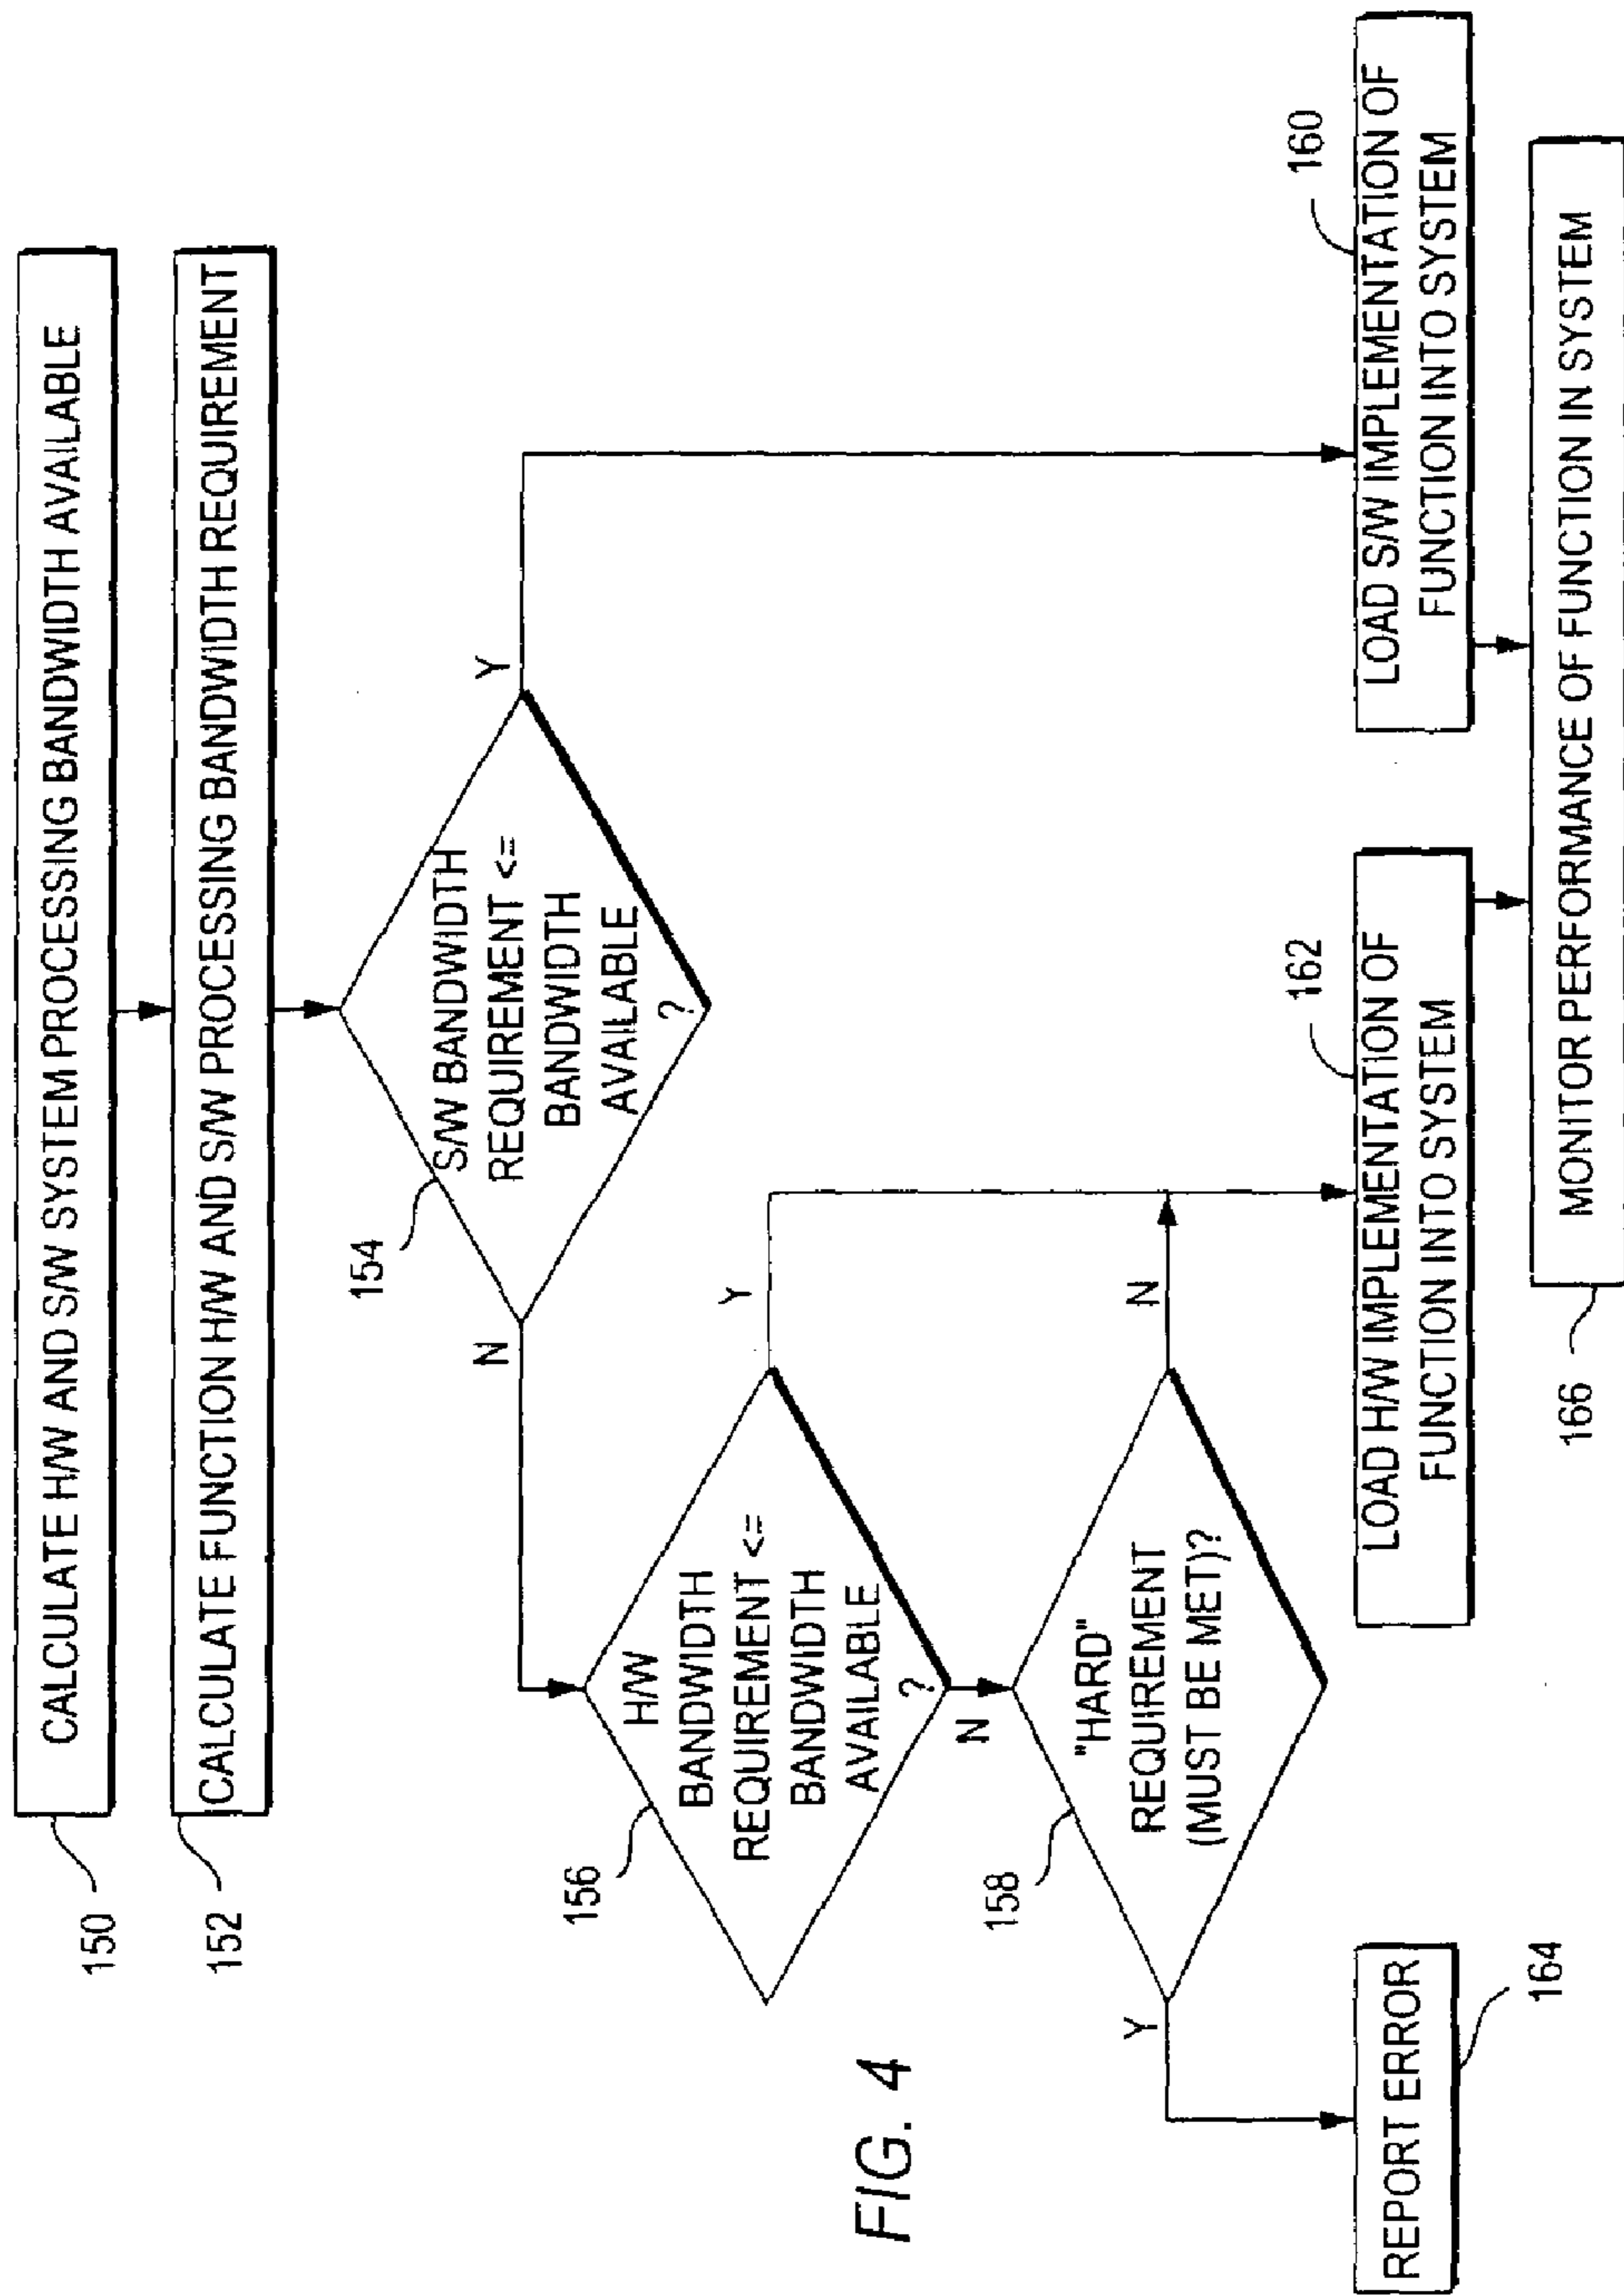 CALCULATE H/W AND S/W SYSTEM PROCESSING BANDWIDTH AVAILABLE
150
CALCULATE FUNCTION H/W AND S/W PROCESSING BANDWIDTH REQUIREMENT
152
S/W BANDWIDTH
REQUIREMENT <=
BANDWIDTH
AVAILABLE
?
154
N
Y
H/W
BANDWIDTH
REQUIREMENT <=
BANDWIDTH
AVAILABLE
?
156
Y
N
"HARD"
REQUIREMENT
(MUST BE MET)?
158
Y
N
REPORT ERROR
164
LOAD H/W IMPLEMENTATION OF
FUNCTION INTO SYSTEM
162
LOAD S/W IMPLEMENTATION OF
FUNCTION INTO SYSTEM
160
MONITOR PERFORMANCE OF FUNCTION IN SYSTEM
166
FIG. 4